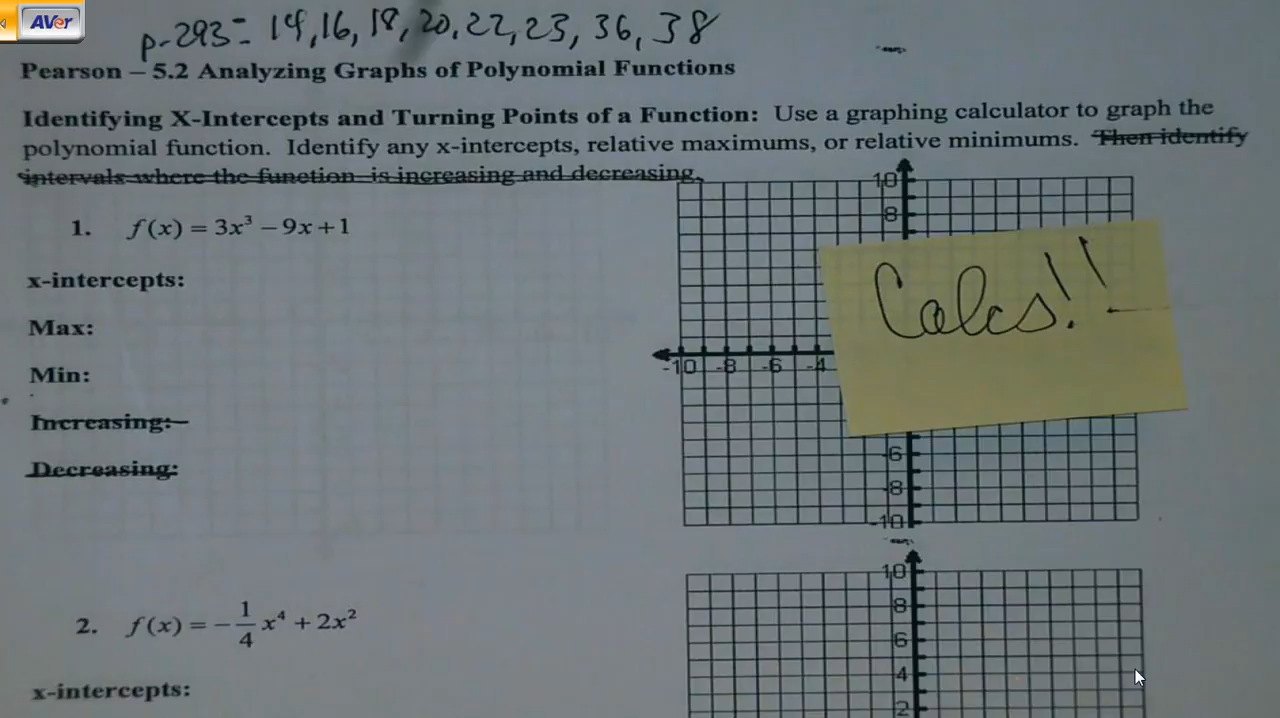 AVer
p-293: 14, 16, 18, 20, 22, 23, 36, 38
Pearson – 5.2 Analyzing Graphs of Polynomial Functions
Identifying X-Intercepts and Turning Points of a Function: Use a graphing calculator to graph the
polynomial function. Identify any x-intercepts, relative maximums, or relative minimums. Then identify
intervals where the function is increasing and decreasing.
10
8
1. f(x) = 3x³ – 9x + 1
x-intercepts:
Calcs!!
Max:
-10 -8 -6 -4
Min:
Increasing:
-6
Decreasing:
-8
-10
10
8
2. f(x) = –1/4 x⁴ + 2x²
6
4
x-intercepts:
2